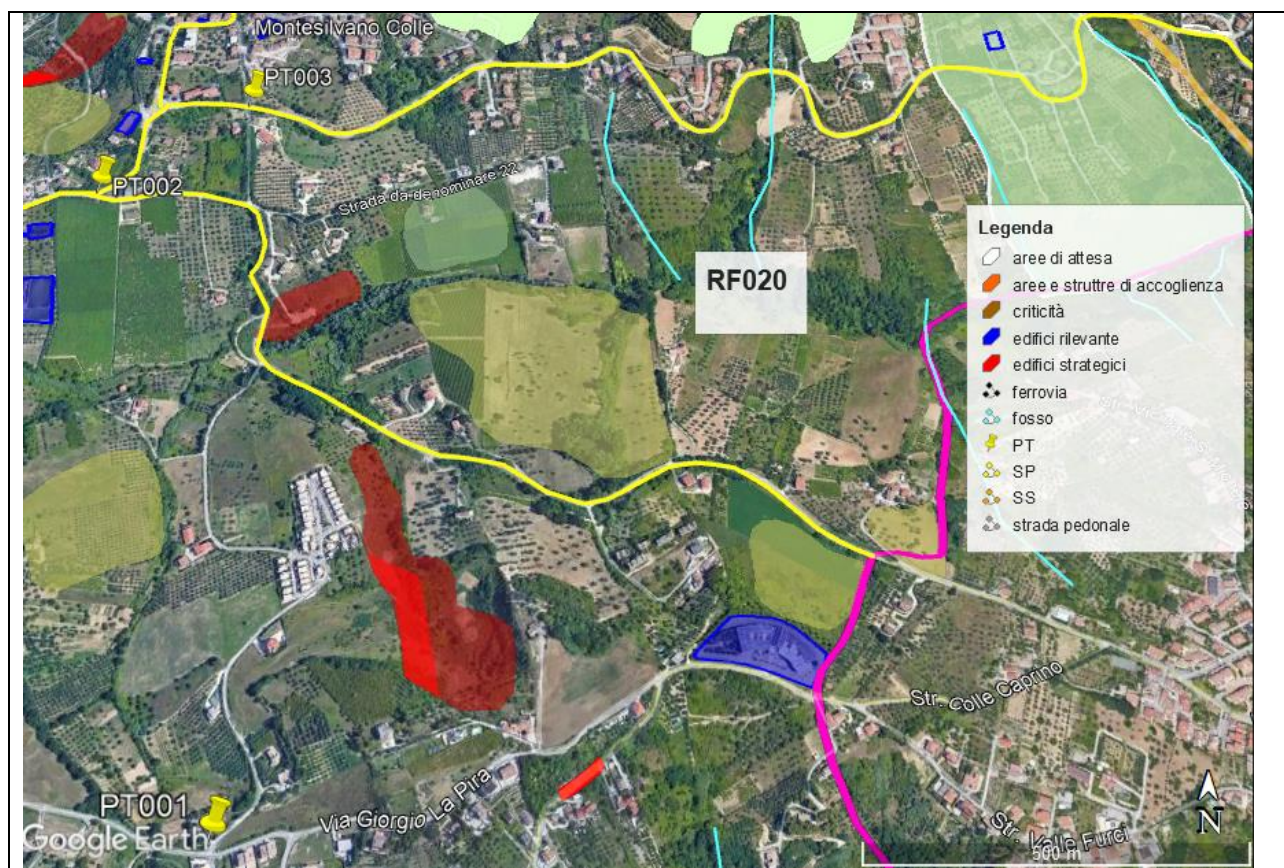 Montesilvano Colle
PT003
PT002
Strada da denominare 22
RF020
Legenda
aree di attesa
aree e struttre di accoglienza
criticità
edifici rilevante
edifici strategici
ferrovia
fosso
PT
SP
SS
strada pedonale
Str. Colle Caprino
PT001
Via Giorgio La Pira
Google Earth
Str. Valle Furci
N
500 m